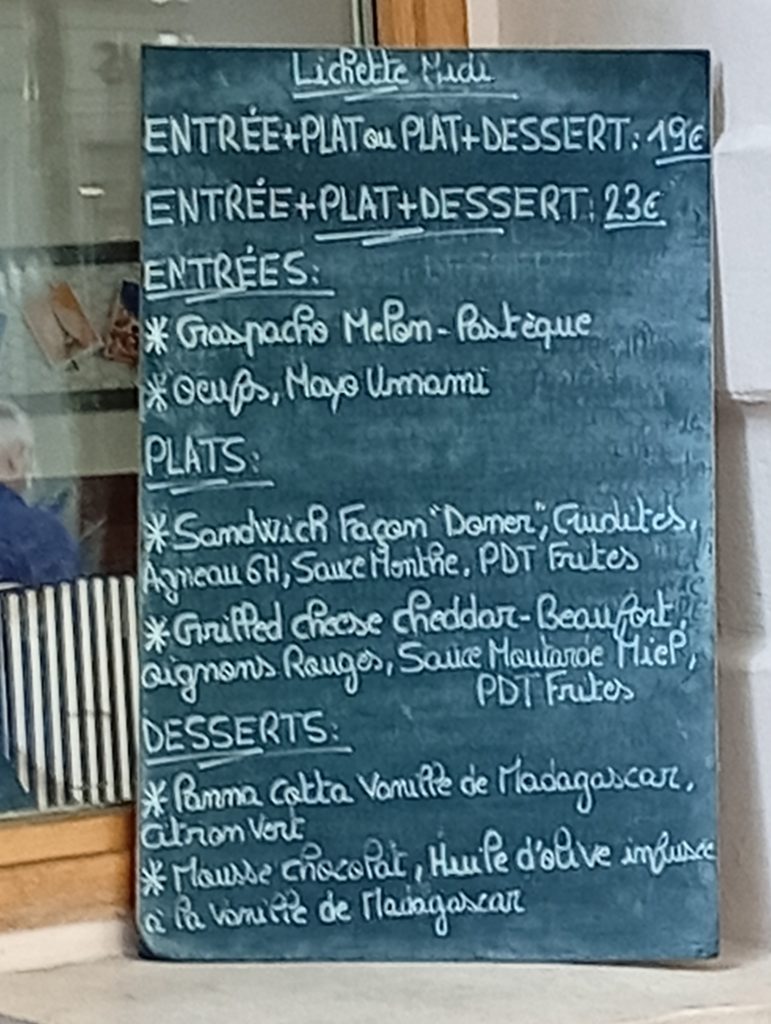 Lichette Midi
ENTRÉE+PLAT ou PLAT+DESSERT: 19€
ENTRÉE+PLAT+DESSERT: 23€
ENTRÉES:
* Gaspacho Melon-Pastèque
* Oeufs, Mayo Umami
PLATS:
* Sandwich Façon "Doner", Crudités,
Agneau 6H, Sauce Menthe, PDT Frites
* Grilled cheese cheddar-Beaufort,
oignons Rouges, Sauce Moutarde Miel,
PDT Frites
DESSERTS:
* Panna Cotta Vanille de Madagascar,
Citron Vert
* Mousse Chocolat, Huile d'olive infusée
à la Vanille de Madagascar